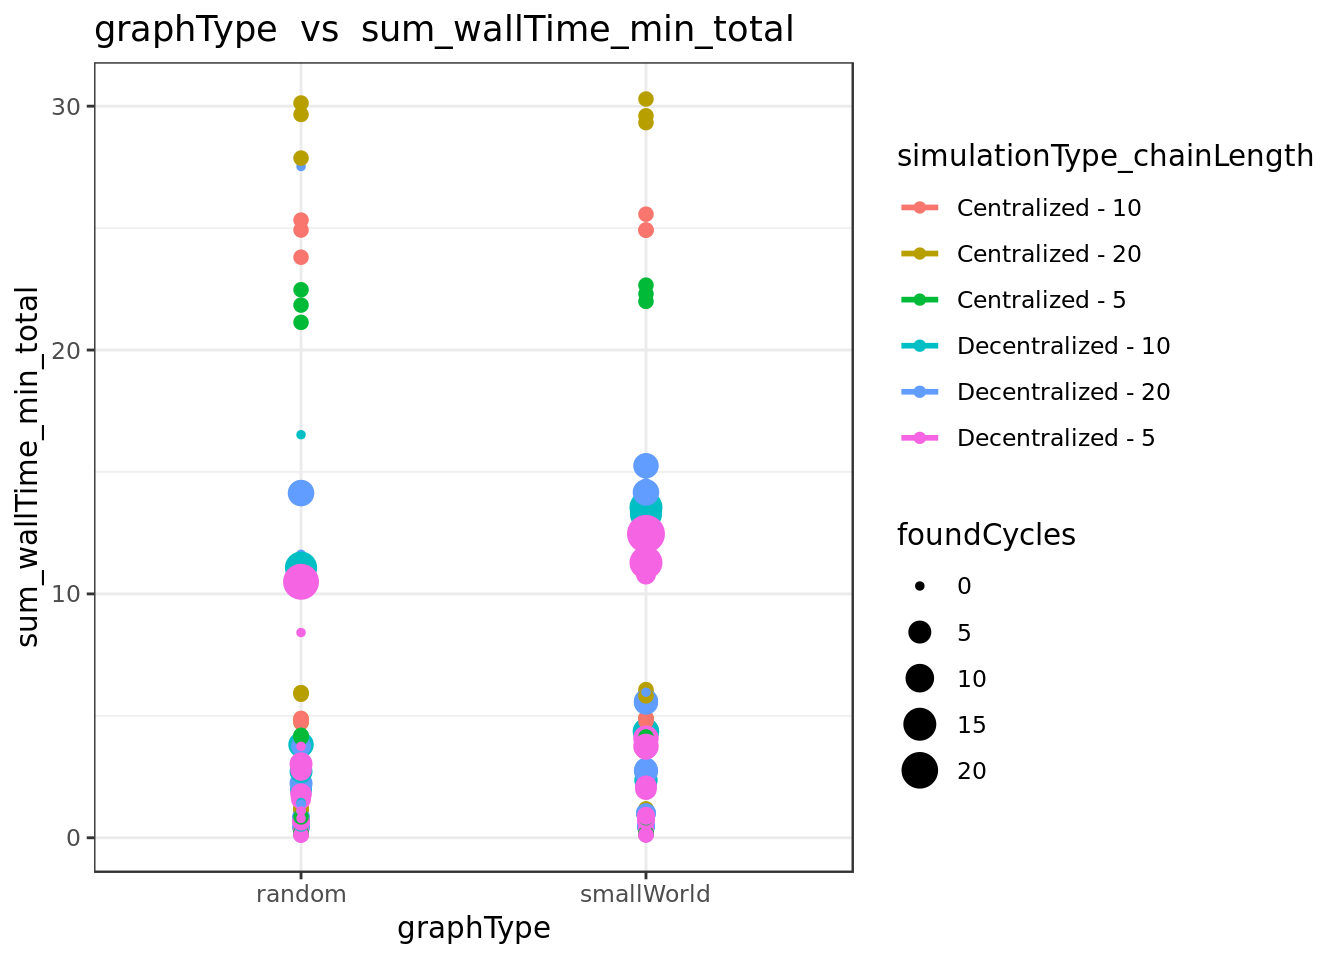 graphType  vs  sum_wallTime_min_total
sum_wallTime_min_total
30
20
10
0
random
smallWorld
graphType
simulationType_chainLength
Centralized - 10
Centralized - 20
Centralized - 5
Decentralized - 10
Decentralized - 20
Decentralized - 5
foundCycles
0
5
10
15
20